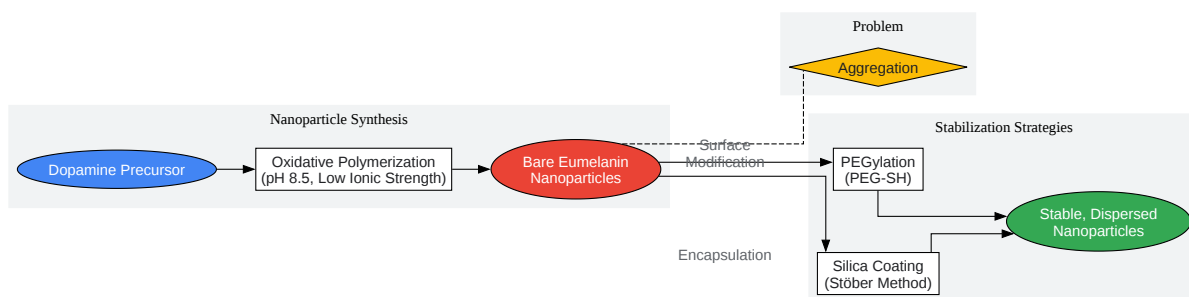 Problem
Aggregation
Nanoparticle Synthesis
Dopamine Precursor
Oxidative Polymerization
(pH 8.5, Low Ionic Strength)
Bare Eumelanin
Nanoparticles
Surface
Modification
Encapsulation
Stabilization Strategies
PEGylation
(PEG-SH)
Silica Coating
(Stöber Method)
Stable, Dispersed
Nanoparticles